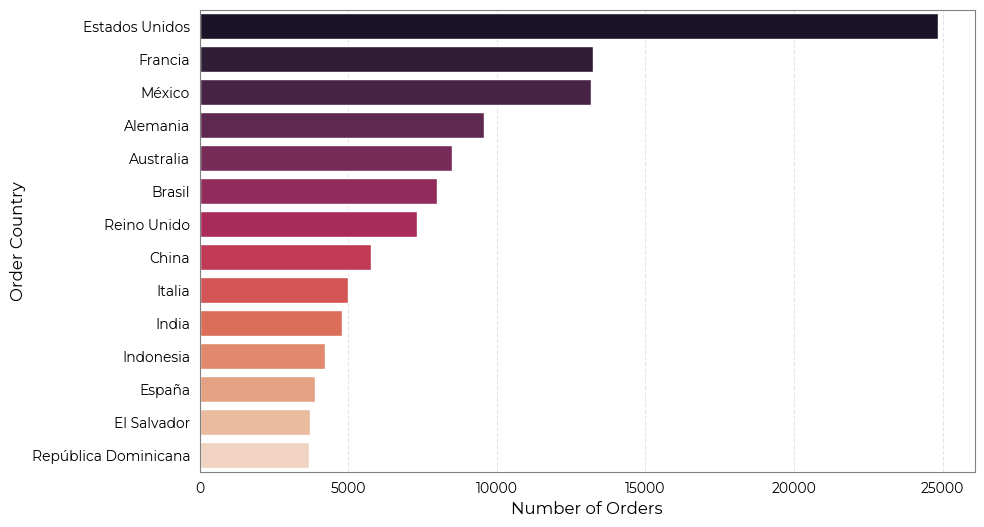 Order Country
Estados Unidos
Francia
México
Alemania
Australia
Brasil
Reino Unido
China
Italia
India
Indonesia
España
El Salvador
República Dominicana
0 5000 10000 15000 20000 25000
Number of Orders